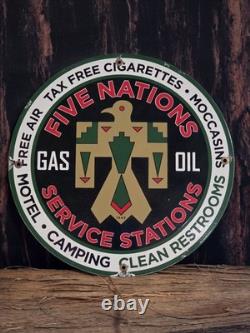 FREE AIR TAX FREE CIGARETTES • MOCCASINS
MOTEL • CAMPING CLEAN RESTROOMS
FIVE NATIONS
GAS OIL
SERVICE STATIONS